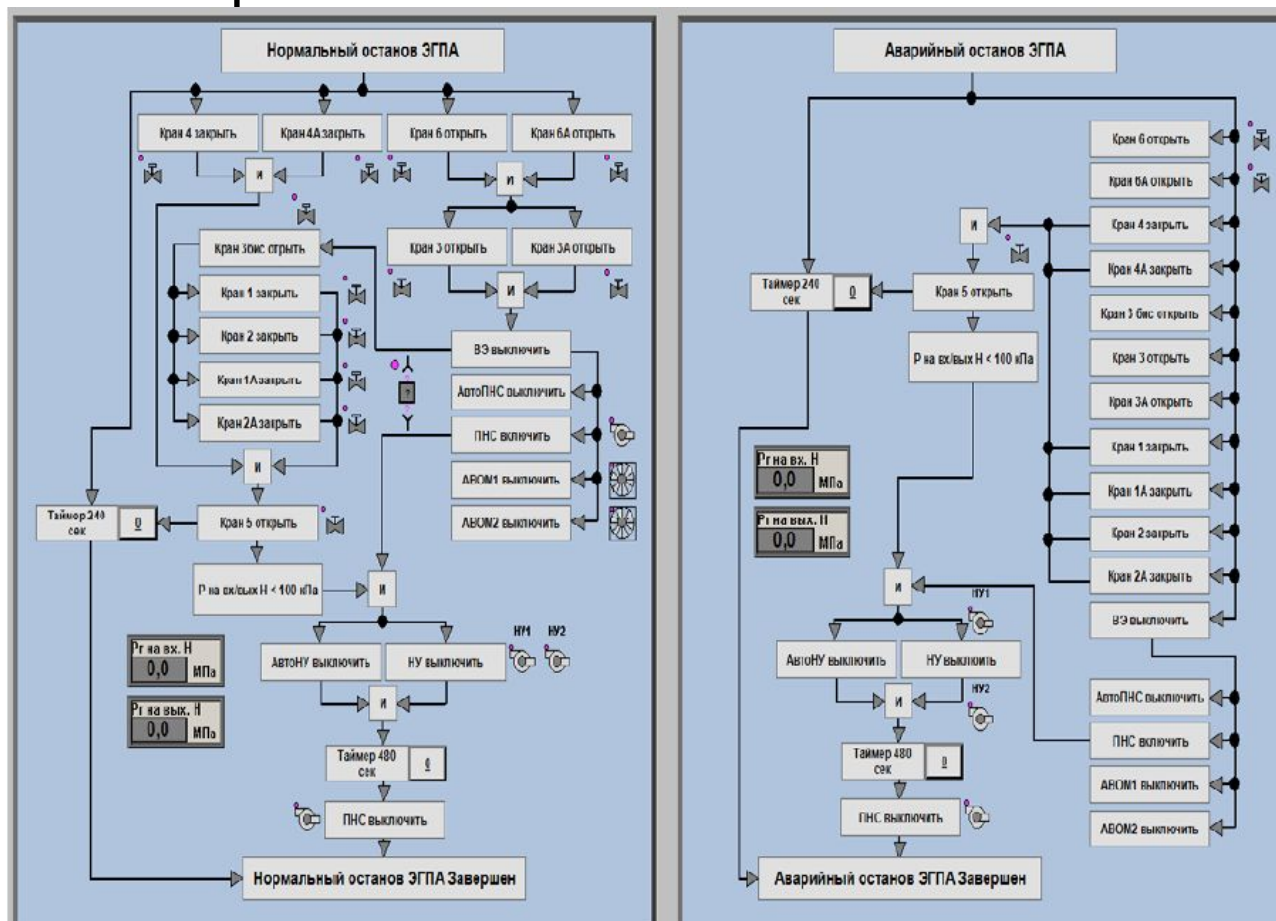 Нормальный останов ЭГПА
Кран 4 закрыть
Кран 4А закрыть
Кран 6 открыть
Кран 6А открыть
И
И
Кран 3бис отрыть
Кран 3 открыть
Кран 3А открыть
Кран 1 закрыть
И
Кран 2 закрыть
ВЭ выключить
Кран 1А закрыть
?
АвтоПНС выключить
Кран 2А закрыть
ПНС включить
И
АВОМ1 выключить
Таймер 240
сек
0
Кран 5 открыть
АВОМ2 выключить
Р на вх/вых Н < 100 кПа
И
Рг на вх. Н
0,0 МПа
АвтоНУ выключить
НУ выключить
НУ1 НУ2
Рг на вых. Н
0,0 МПа
И
Таймер 480
сек
0
ПНС выключить
Нормальный останов ЭГПА Завершен
Аварийный останов ЭГПА
Кран 6 открыть
Кран 6А открыть
И
Кран 4 закрыть
Кран 4А закрыть
Таймер 240
сек
0
Кран 5 открыть
Кран 3 бис открыть
Р на вх/вых Н < 100 кПа
Кран 3 открыть
Кран 3А открыть
Кран 1 закрыть
Рг на вх. Н
0,0 МПа
Кран 1А закрыть
Рг на вых. Н
0,0 МПа
Кран 2 закрыть
Кран 2А закрыть
И
НУ1
ВЭ выключить
АвтоНУ выключить
НУ выклюить
НУ2
И
АвтоПНС выключить
ПНС включить
Таймер 480
сек
0
АВОМ1 выключить
ПНС выключить
АВОМ2 выключить
Аварийный останов ЭГПА Завершен